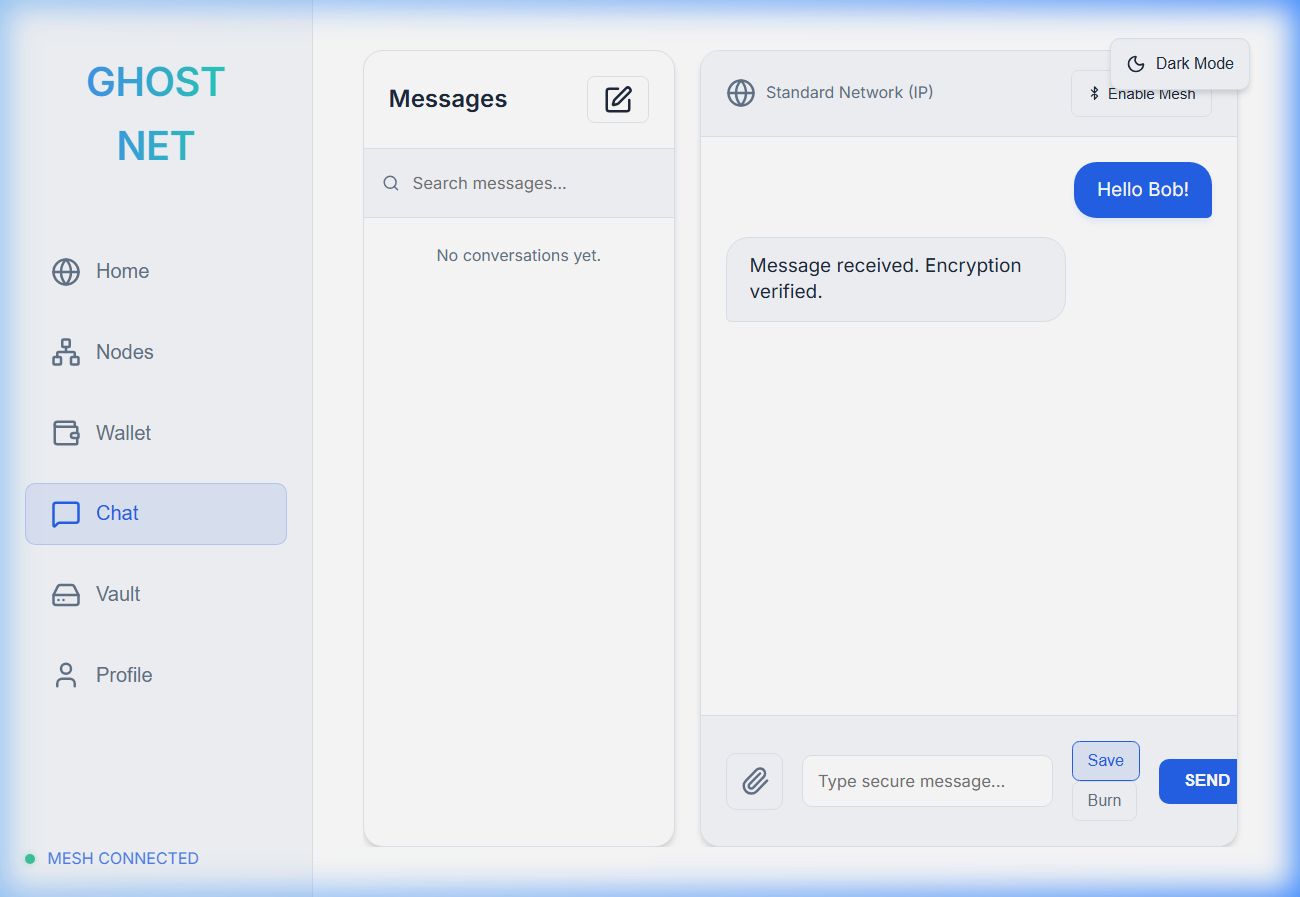 GHOST
NET
Home
Nodes
Wallet
Chat
Vault
Profile
MESH CONNECTED
Messages
Search messages...
No conversations yet.
Standard Network (IP)
Dark Mode
Enable Mesh
Hello Bob!
Message received. Encryption
verified.
Type secure message...
Save
Burn
SEND